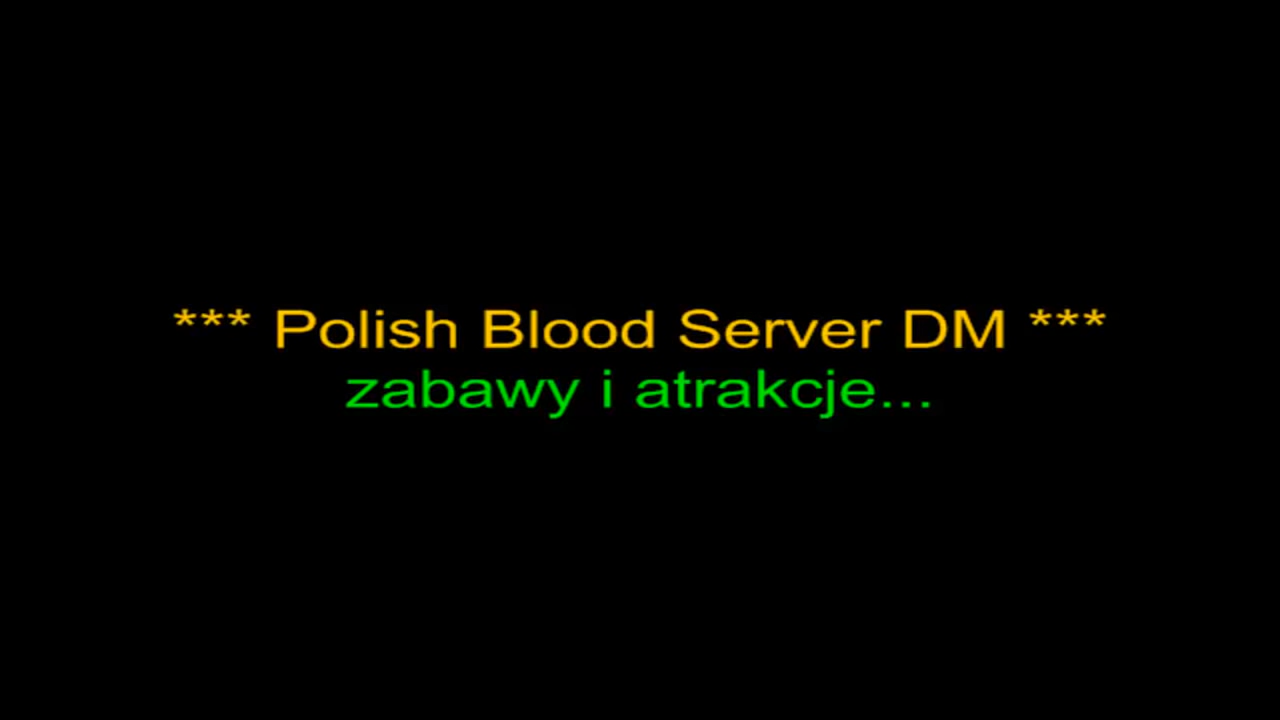 *** Polish Blood Server DM ***
zabawy i atrakcje...